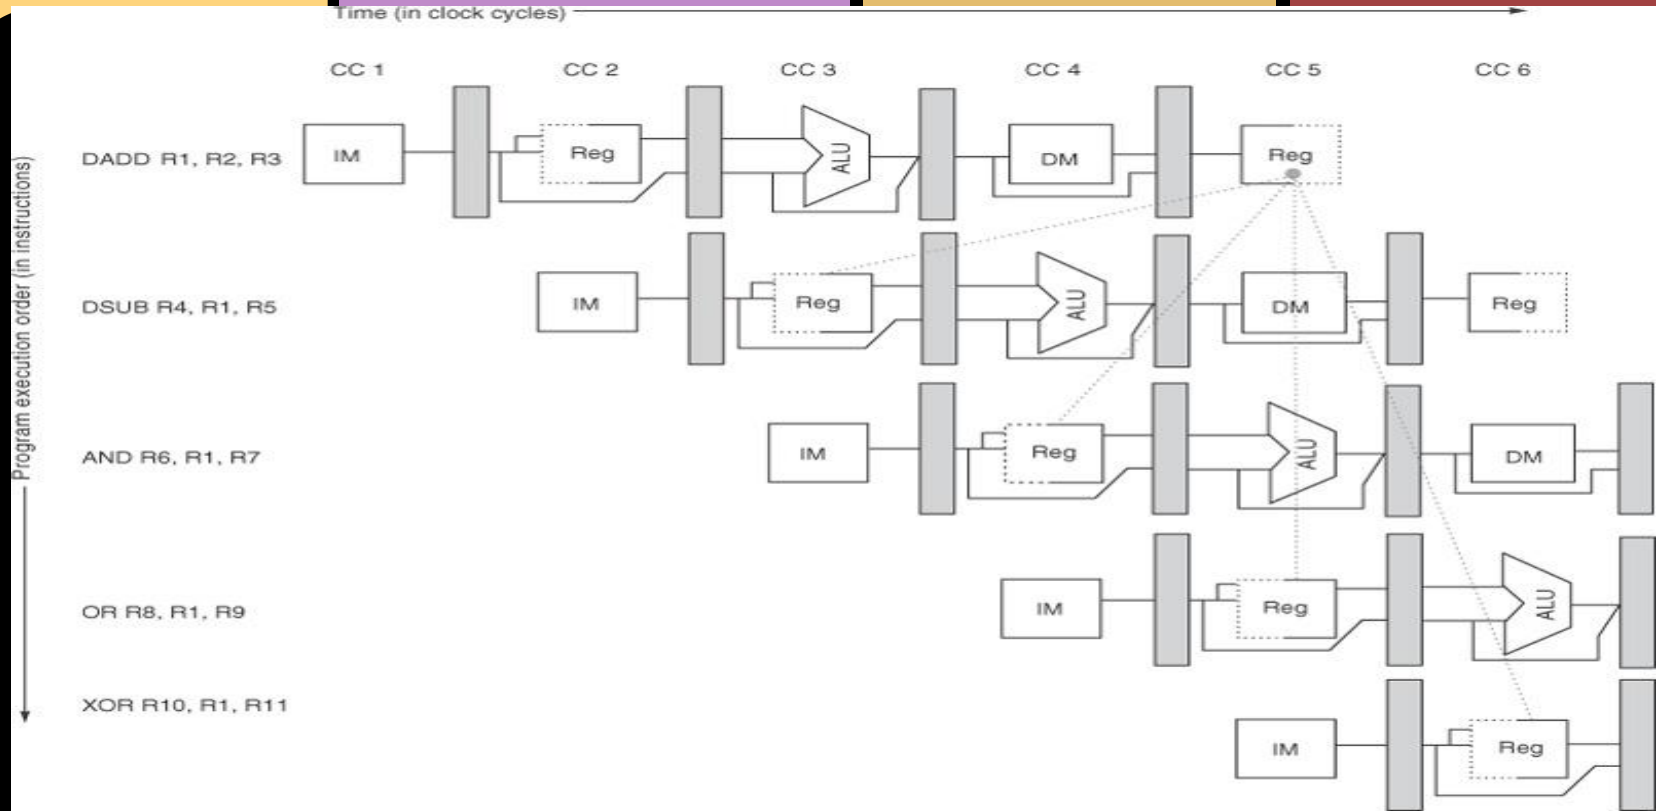 Time (in clock cycles)
CC 1 CC 2 CC 3 CC 4 CC 5 CC 6
Program execution order (in instructions)
DADD R1, R2, R3 IM Reg ALU DM Reg
DSUB R4, R1, R5 IM Reg ALU DM Reg
AND R6, R1, R7 IM Reg ALU DM
OR R8, R1, R9 IM Reg ALU
XOR R10, R1, R11
IM Reg